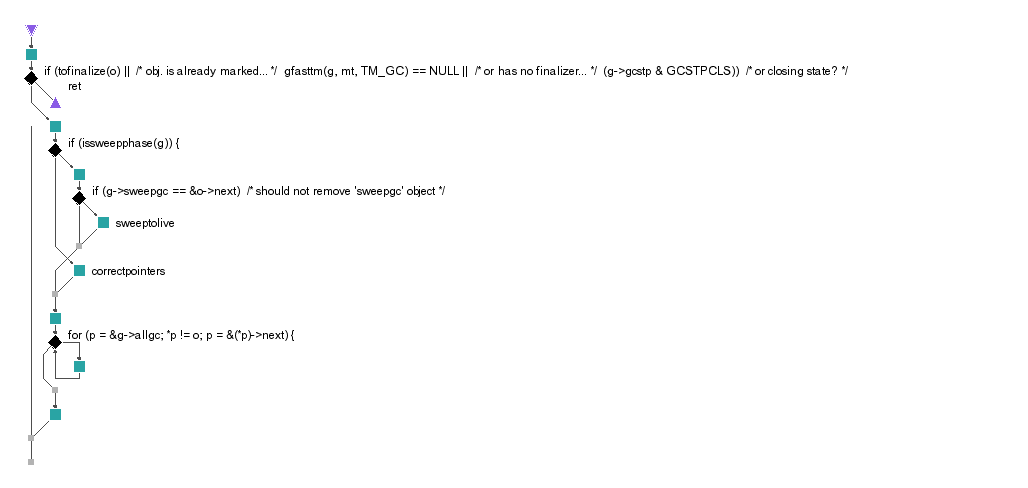 if (tofinalize(o) || /* obj. is already marked... */ gfasttm(g, mt, TM_GC) == NULL || /* or has no finalizer... */ (g->gcstp & GCSTPCLS)) /* or closing state? */
ret
if (issweepphase(g)) {
if (g->sweepgc == &o->next) /* should not remove 'sweepgc' object */
sweeptolive
correctpointers
for (p = &g->allgc; *p != o; p = &(*p)->next) {